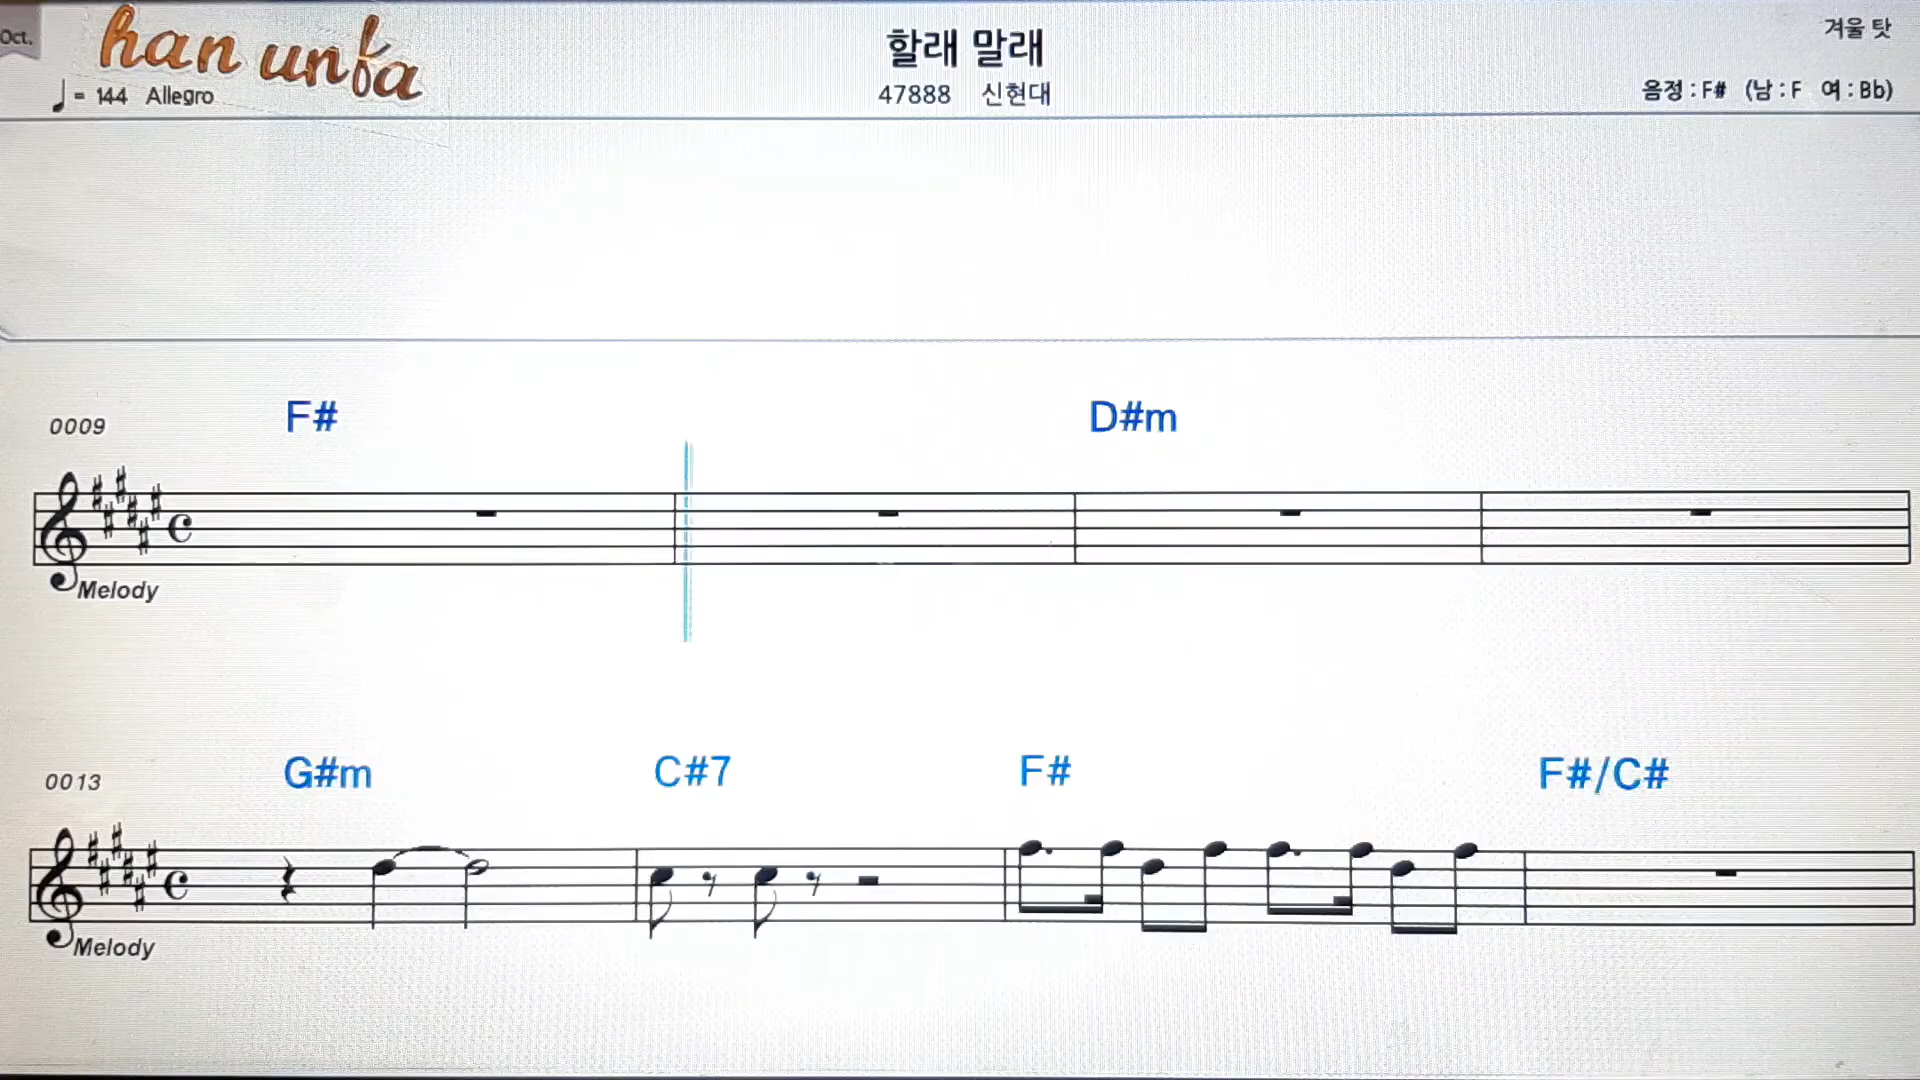 Oct.
han unfa
♩= 144 Allegro
할래 말래
47888 신현대
겨울 탓
음정 : F# (남 : F 여 : Bb)
F# D#m
0009
Melody
G#m C#7 F# F#/C#
0013
Melody